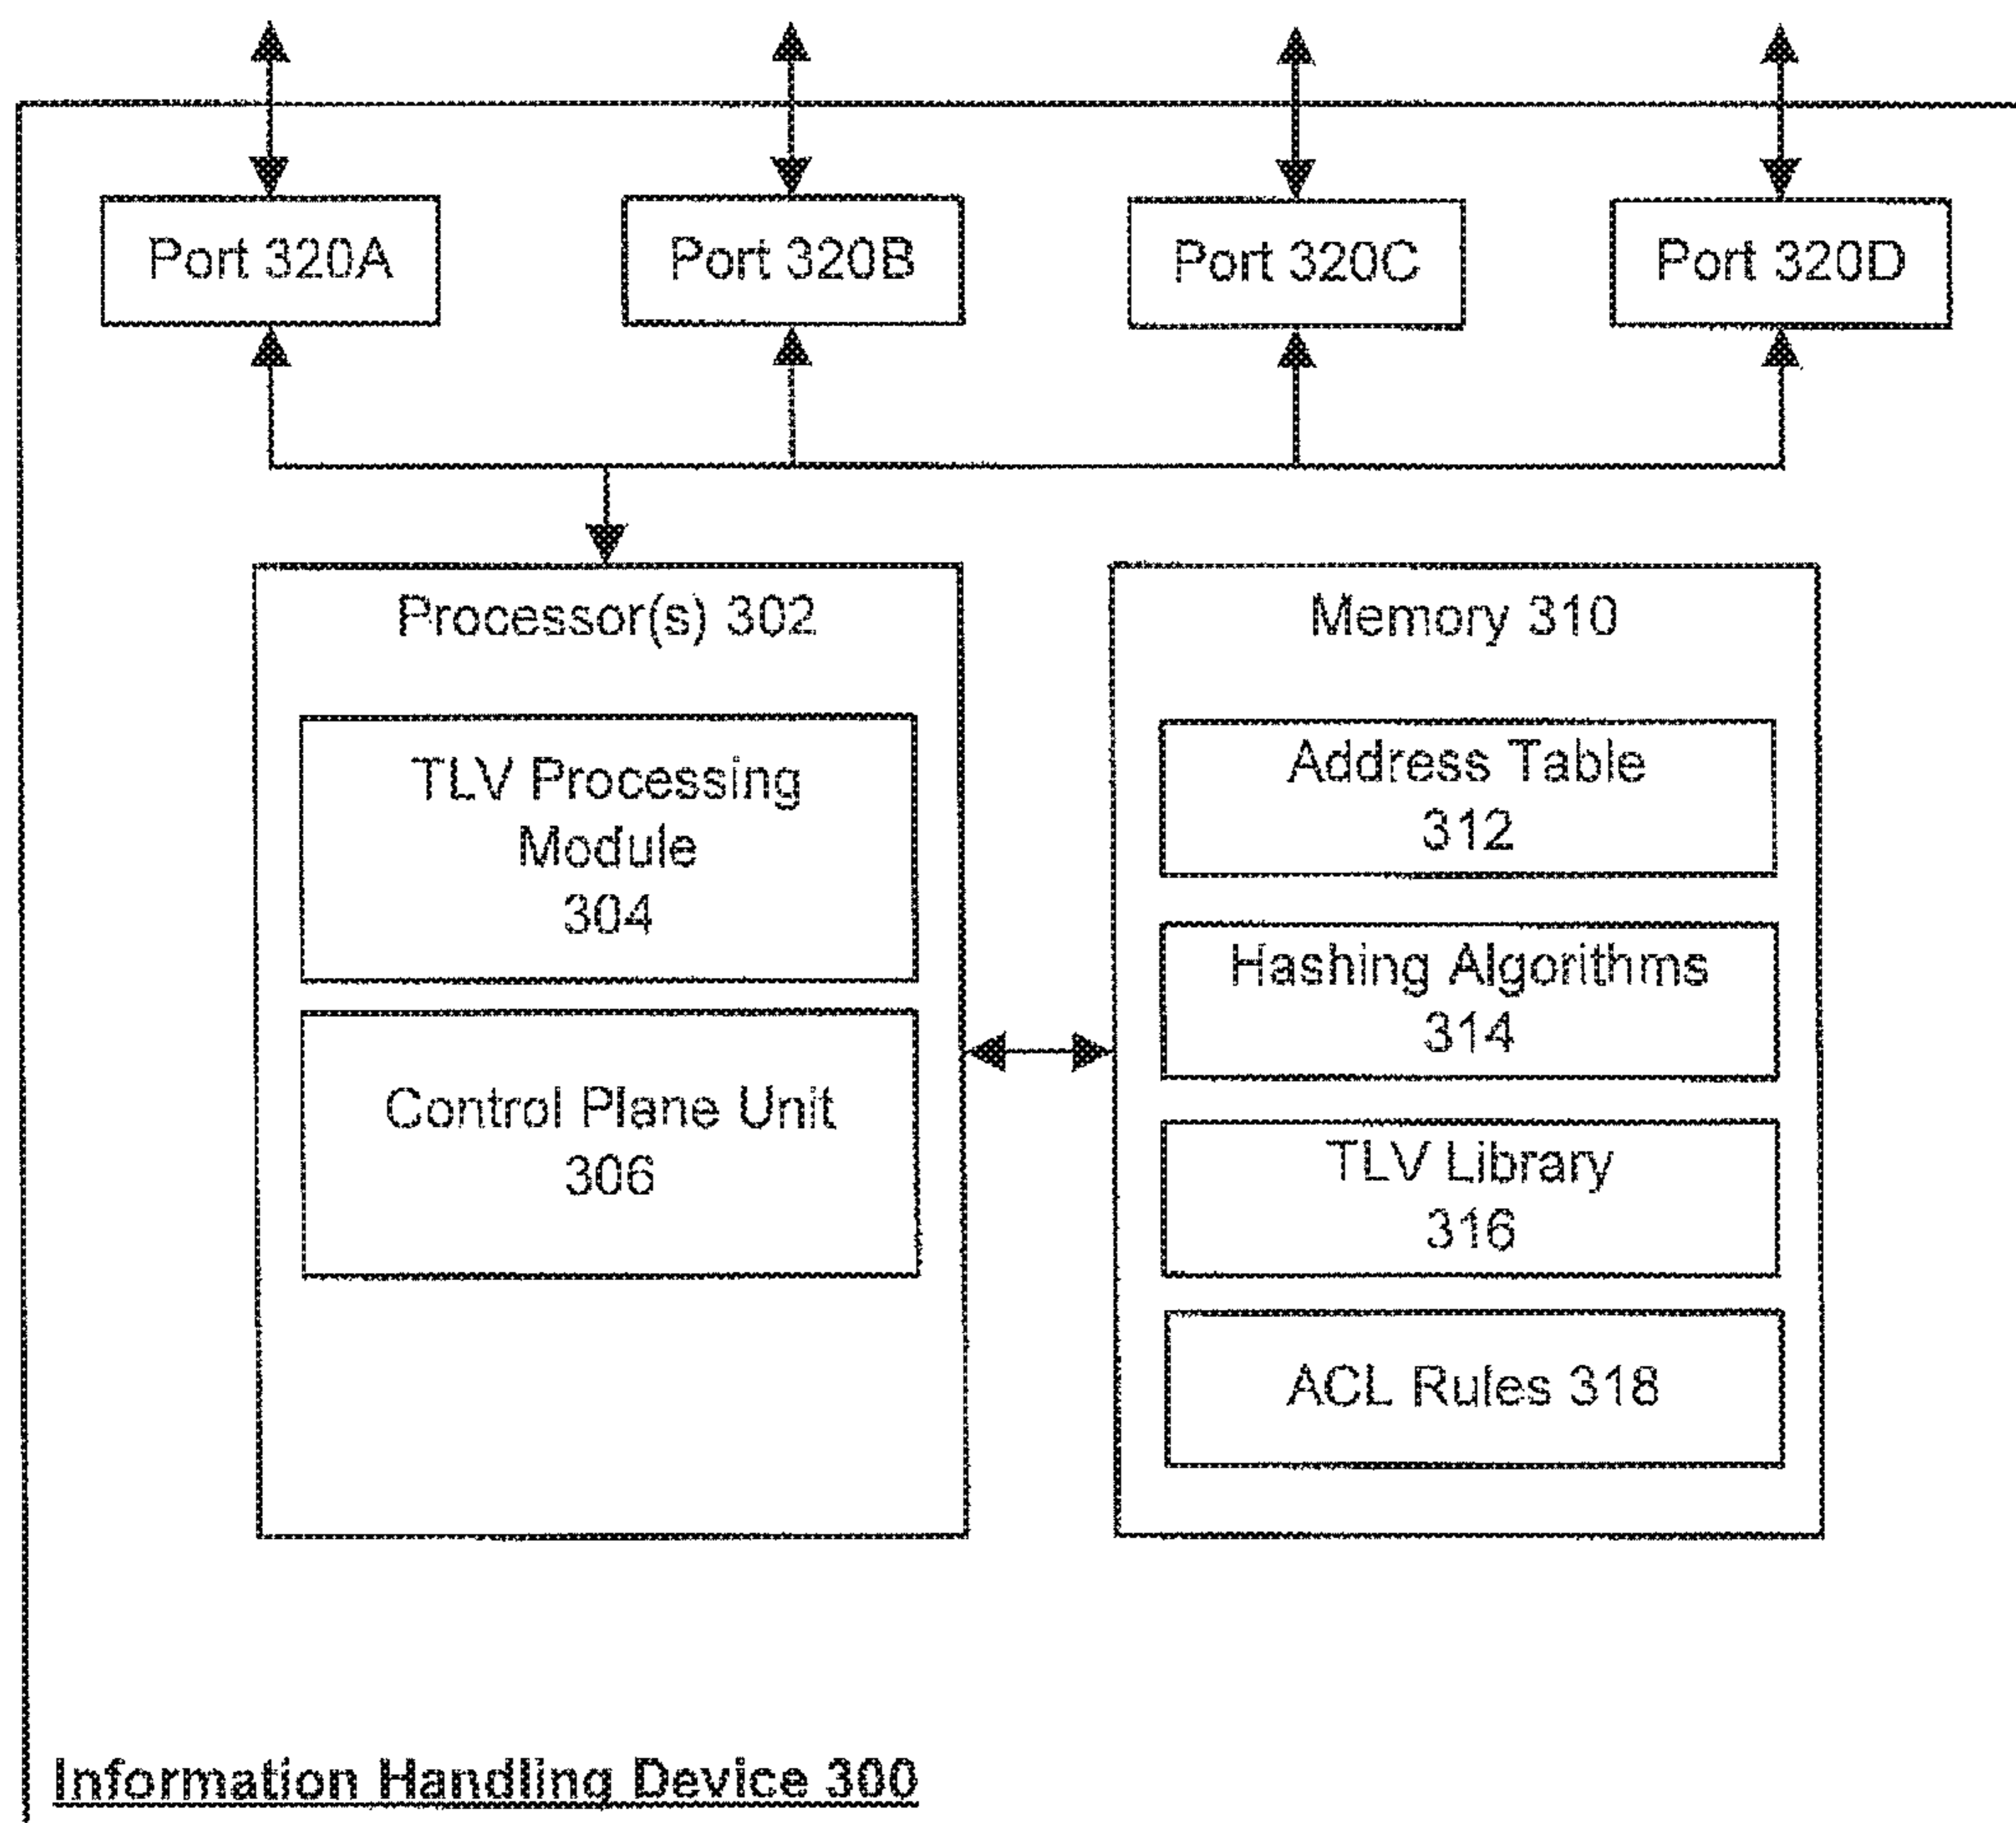 Port 320A
Port 320B
Port 320C
Port 320D
Processor(s) 302
TLV Processing
Module
304
Control Plane Unit
306
Memory 310
Address Table
312
Hashing Algorithms
314
TLV Library
316
ACL Rules 318
Information Handling Device 300